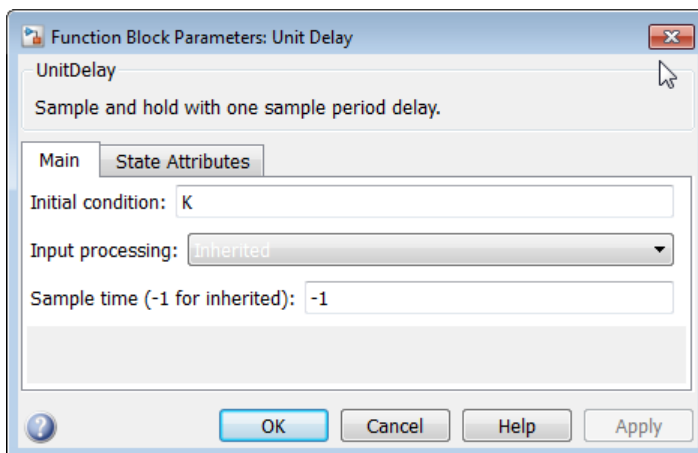 Function Block Parameters: Unit Delay
UnitDelay
Sample and hold with one sample period delay.
Main State Attributes
Initial condition: K
Input processing: Inherited
Sample time (-1 for inherited): -1
? OK Cancel Help Apply